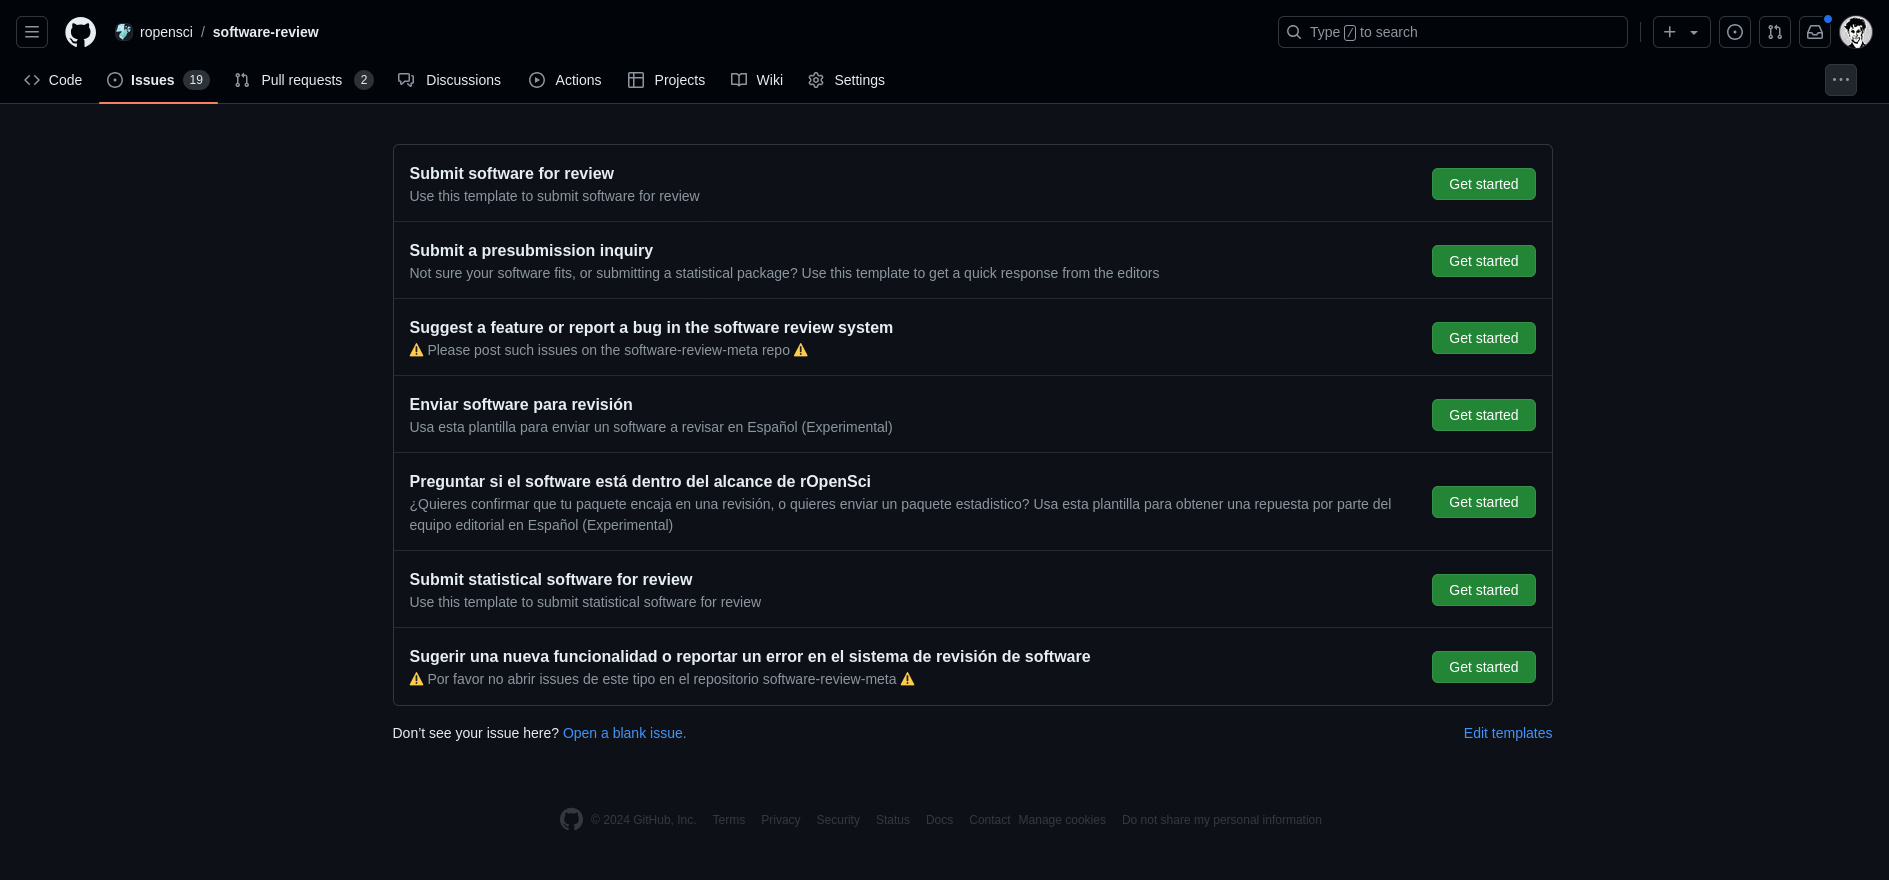 ropensci / software-review
Type / to search
Code Issues 19 Pull requests 2 Discussions Actions Projects Wiki Settings
Submit software for review
Use this template to submit software for review
Get started
Submit a presubmission inquiry
Not sure your software fits, or submitting a statistical package? Use this template to get a quick response from the editors
Get started
Suggest a feature or report a bug in the software review system
⚠️ Please post such issues on the software-review-meta repo ⚠️
Get started
Enviar software para revisión
Usa esta plantilla para enviar un software a revisar en Español (Experimental)
Get started
Preguntar si el software está dentro del alcance de rOpenSci
¿Quieres confirmar que tu paquete encaja en una revisión, o quieres enviar un paquete estadistico? Usa esta plantilla para obtener una repuesta por parte del
equipo editorial en Español (Experimental)
Get started
Submit statistical software for review
Use this template to submit statistical software for review
Get started
Sugerir una nueva funcionalidad o reportar un error en el sistema de revisión de software
⚠️ Por favor no abrir issues de este tipo en el repositorio software-review-meta ⚠️
Get started
Don’t see your issue here? Open a blank issue.
Edit templates
© 2024 GitHub, Inc. Terms Privacy Security Status Docs Contact Manage cookies Do not share my personal information